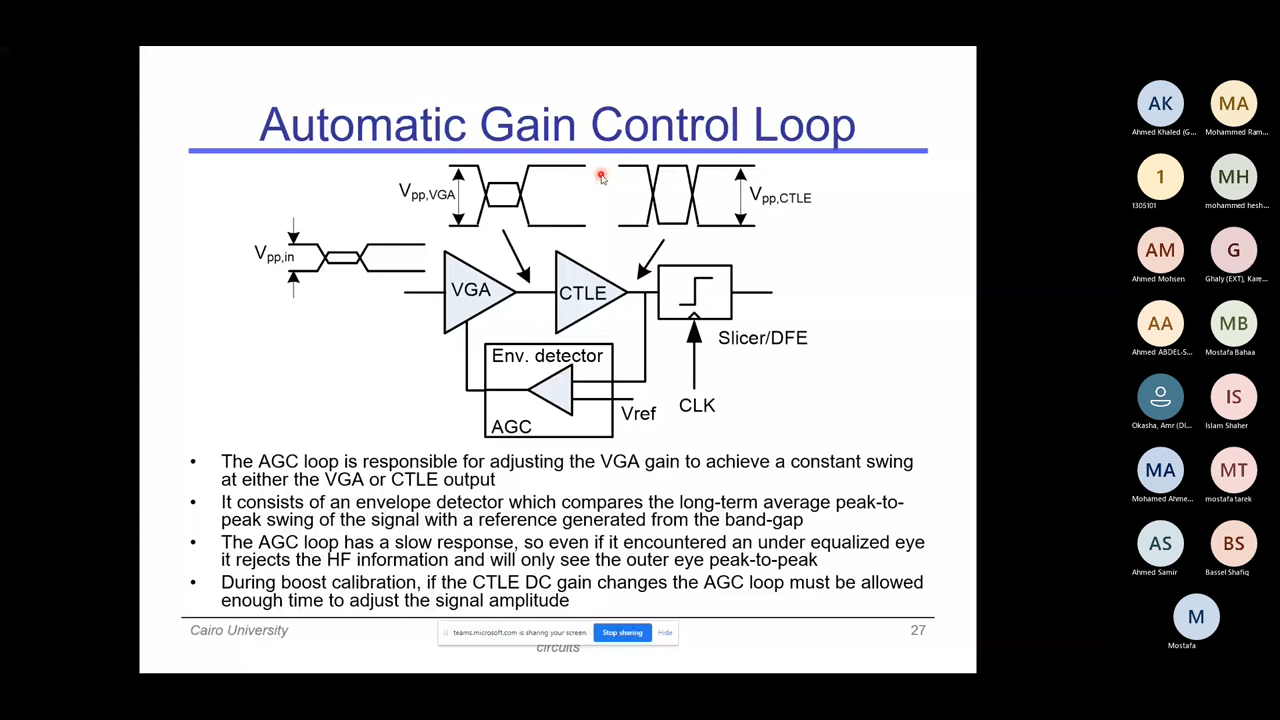 Automatic Gain Control Loop
Vpp,VGA
Vpp,CTLE
Vpp,in
VGA
CTLE
Env. detector
Slicer/DFE
Vref
CLK
AGC
• The AGC loop is responsible for adjusting the VGA gain to achieve a constant swing
at either the VGA or CTLE output
• It consists of an envelope detector which compares the long-term average peak-to-
peak swing of the signal with a reference generated from the band-gap
• The AGC loop has a slow response, so even if it encountered an under equalized eye
it rejects the HF information and will only see the outer eye peak-to-peak
• During boost calibration, if the CTLE DC gain changes the AGC loop must be allowed
enough time to adjust the signal amplitude
Cairo University
27
teams.microsoft.com is sharing your screen.
Stop sharing
Hide
circuits
AK
MA
Ahmed Khaled (G...
Mohammed Ram...
1
MH
1305101
mohammed hesh...
AM
G
Ahmed Mohsen
Ghaly (EXT), Kare...
AA
MB
Ahmed ABDEL-S...
Mostafa Bahaa
IS
Okasha, Amr (DI...
Islam Shaher
MA
MT
Mohamed Ahme...
mostafa tarek
AS
BS
Ahmed Samir
Bassel Shafiq
M
Mostafa